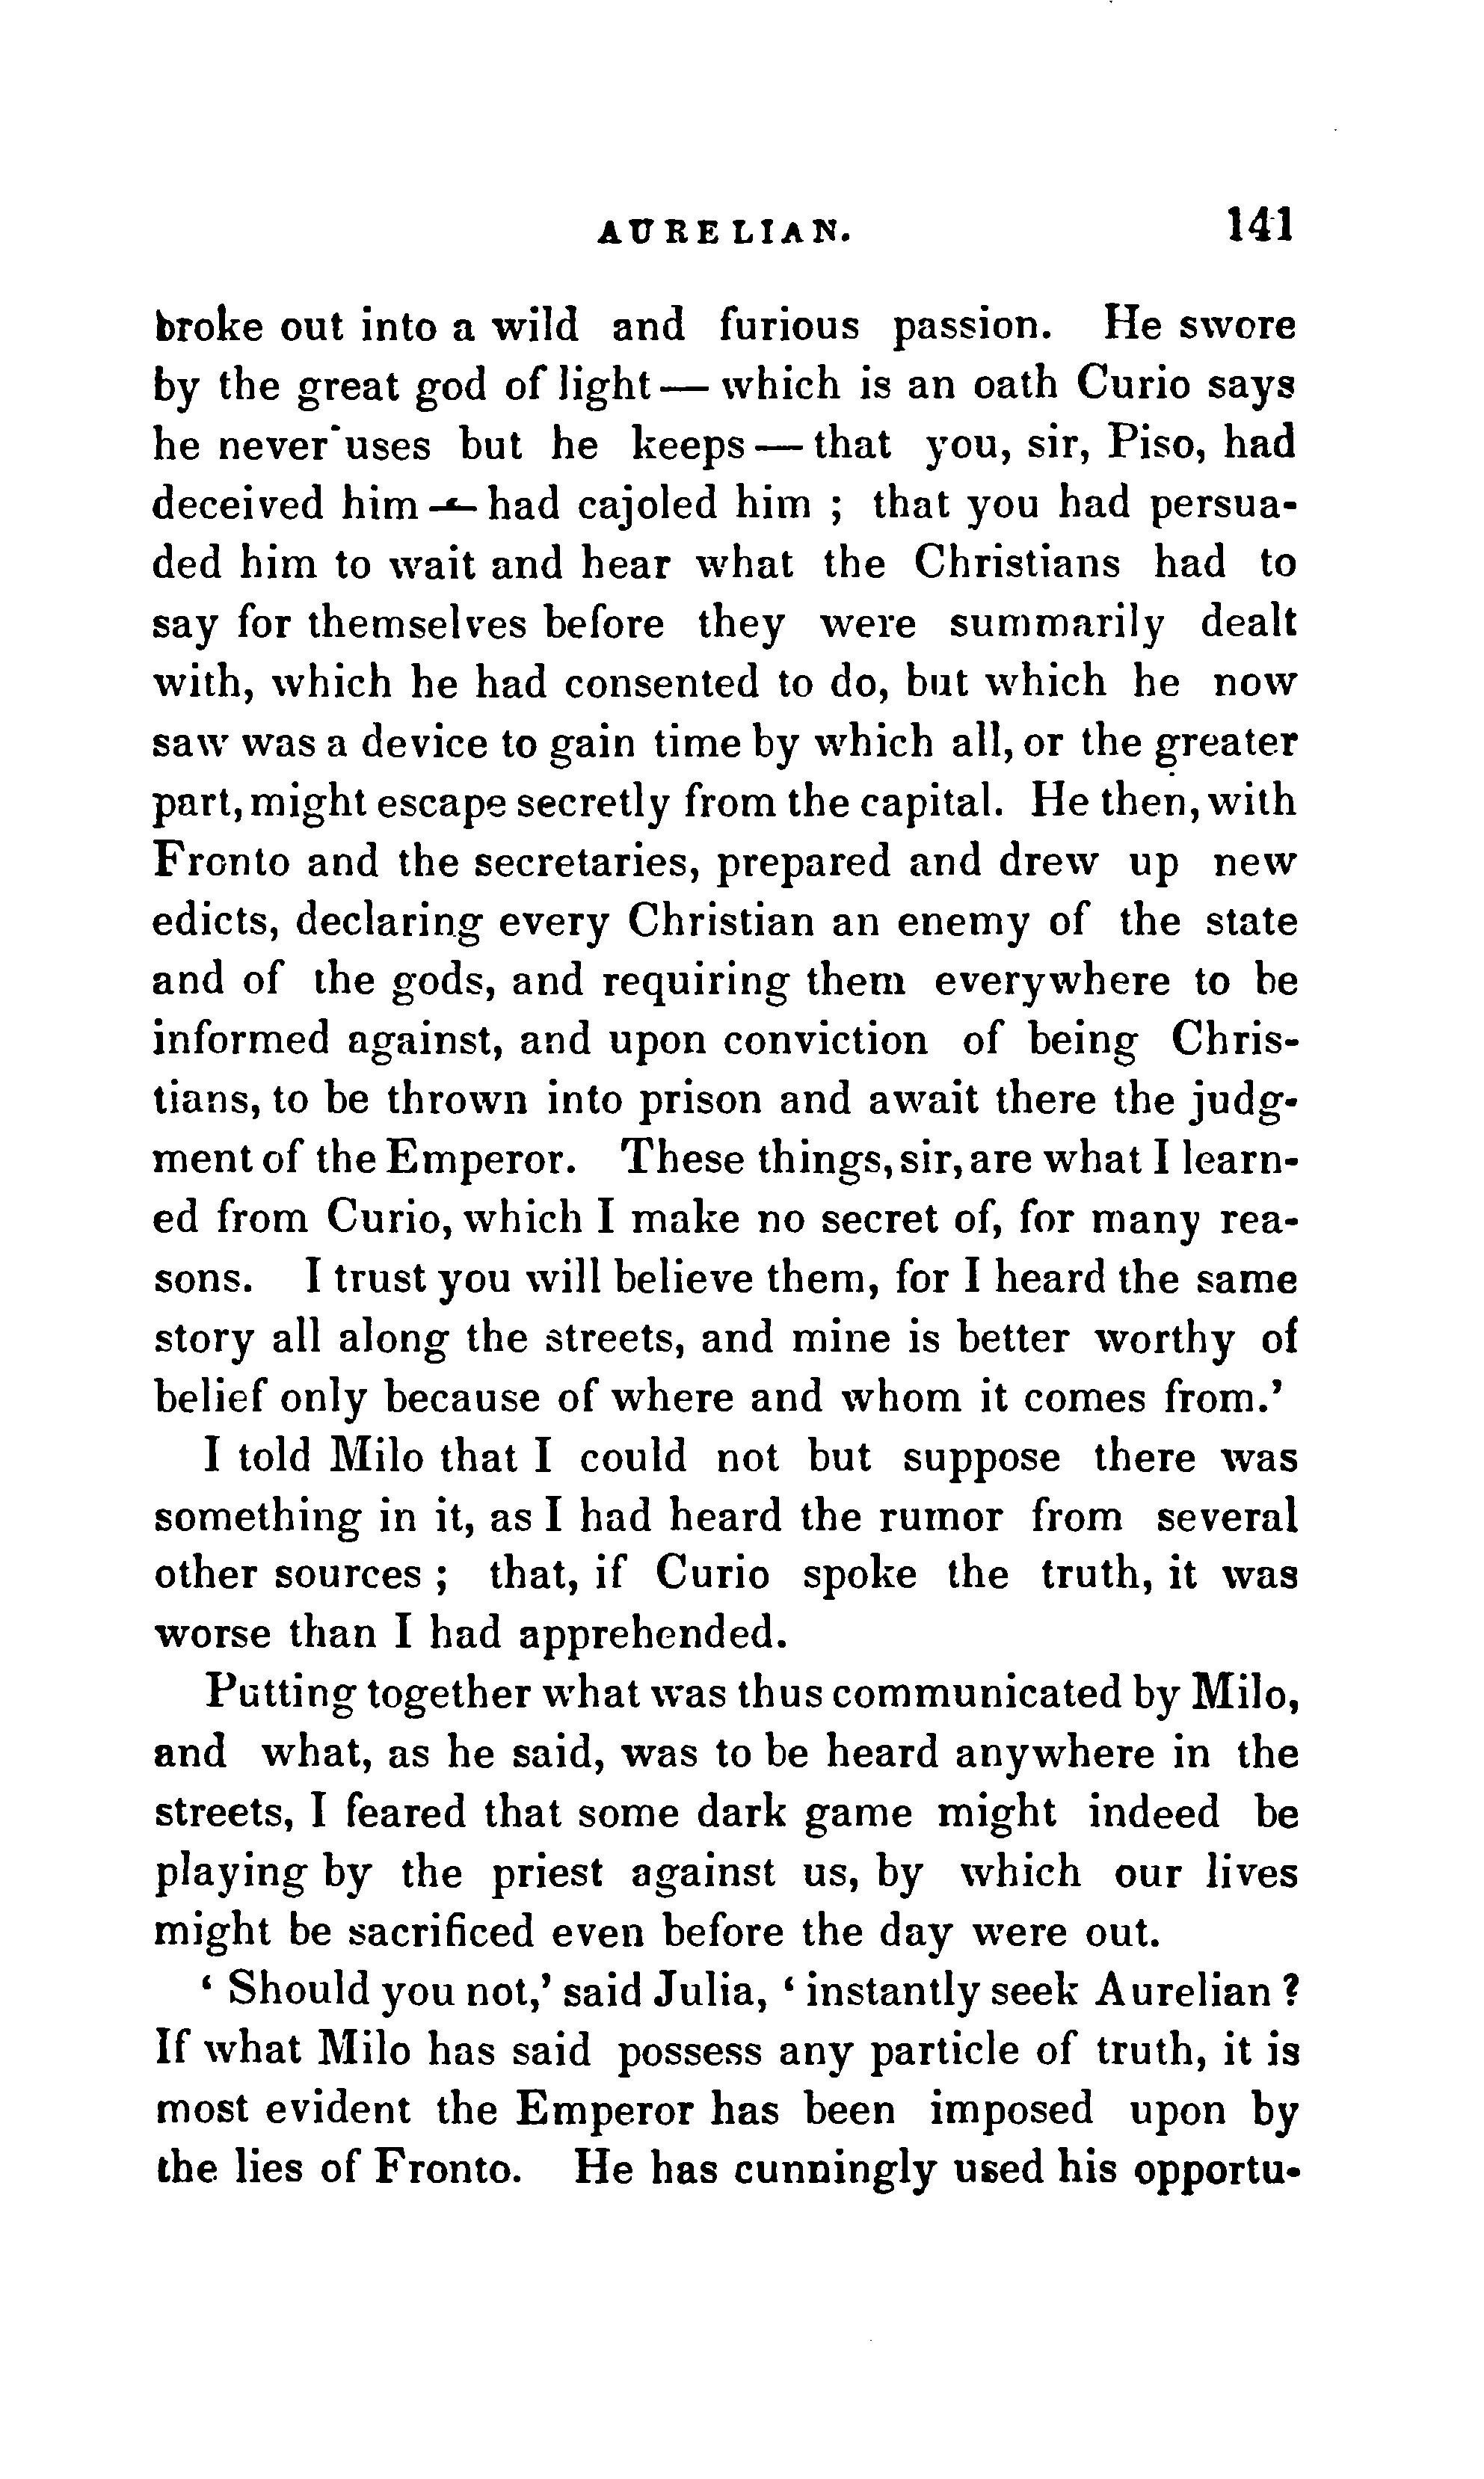 AURELIAN. 141
broke out into a wild and furious passion. He swore
by the great god of light — which is an oath Curio says
he never uses but he keeps — that you, sir, Piso, had
deceived him — had cajoled him ; that you had persua-
ded him to wait and hear what the Christians had to
say for themselves before they were summarily dealt
with, which he had consented to do, but which he now
saw was a device to gain time by which all, or the greater
part, might escape secretly from the capital. He then, with
Fronto and the secretaries, prepared and drew up new
edicts, declaring every Christian an enemy of the state
and of the gods, and requiring them everywhere to be
informed against, and upon conviction of being Chris-
tians, to be thrown into prison and await there the judg-
ment of the Emperor. These things, sir, are what I learn-
ed from Curio, which I make no secret of, for many rea-
sons. I trust you will believe them, for I heard the same
story all along the streets, and mine is better worthy of
belief only because of where and whom it comes from.’
I told Milo that I could not but suppose there was
something in it, as I had heard the rumor from several
other sources ; that, if Curio spoke the truth, it was
worse than I had apprehended.
Putting together what was thus communicated by Milo,
and what, as he said, was to be heard anywhere in the
streets, I feared that some dark game might indeed be
playing by the priest against us, by which our lives
might be sacrificed even before the day were out.
‘ Should you not,’ said Julia, ‘ instantly seek Aurelian ?
If what Milo has said possess any particle of truth, it is
most evident the Emperor has been imposed upon by
the lies of Fronto. He has cunningly used his opportu-